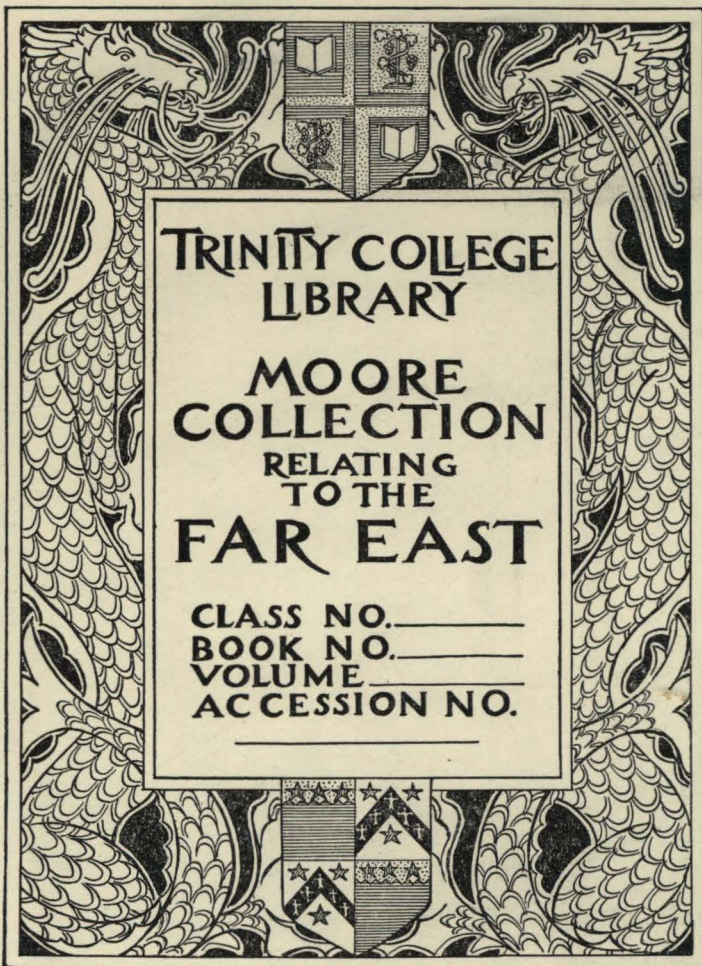 TRINITY COLLEGE
LIBRARY
MOORE
COLLECTION
RELATING
TO THE
FAR EAST
CLASS NO.
BOOK NO.
VOLUME
ACCESSION NO.